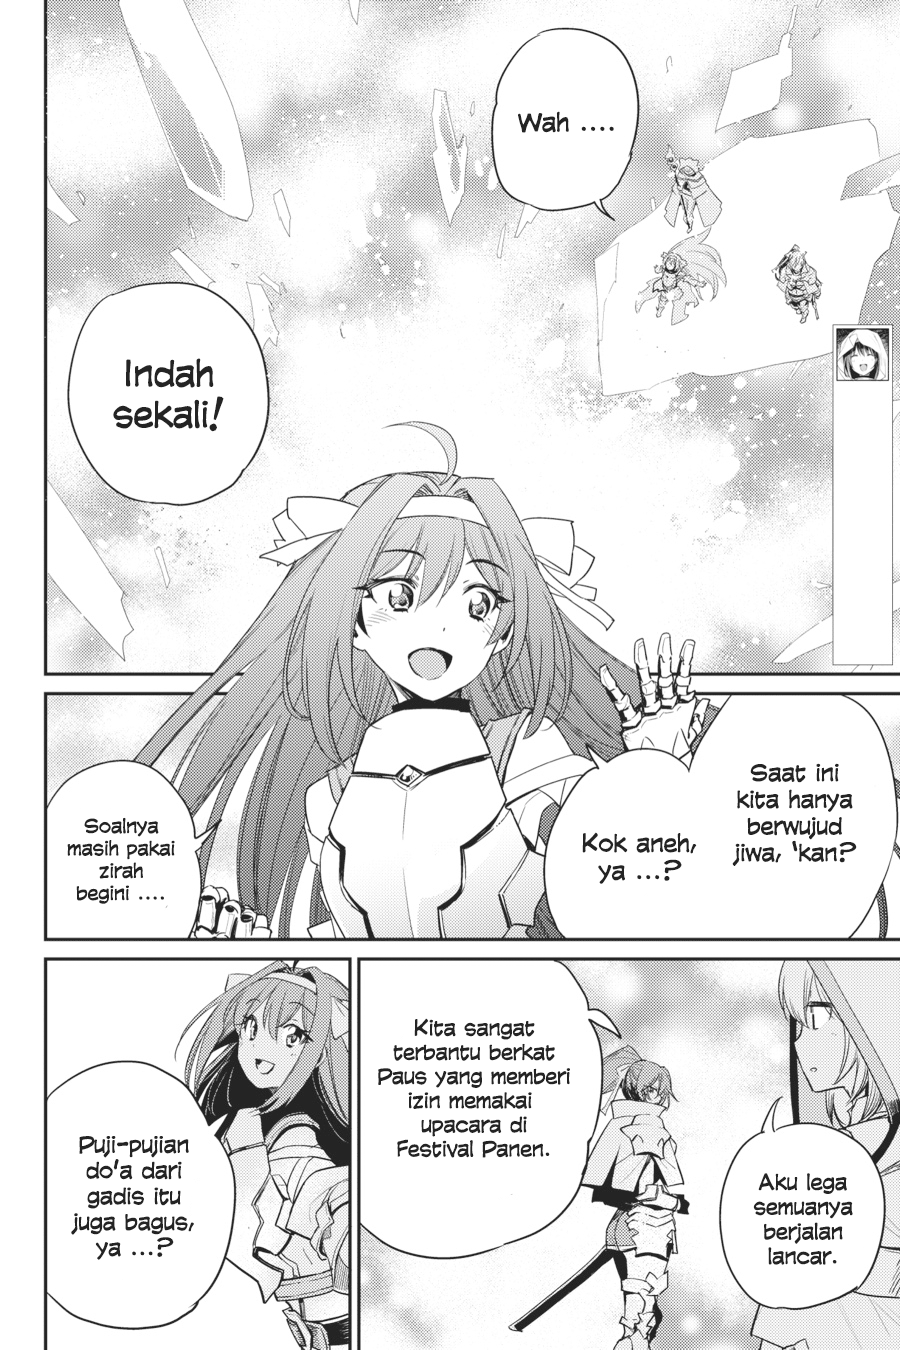 Wah ....
Indah
sekali!
Saat ini
kita hanya
berwujud
jiwa, 'kan?
Kok aneh,
ya ...?
Soalnya
masih pakai
zirah
begini ....
Aku lega
semuanya
berjalan
lancar.
Kita sangat
terbantu berkat
Paus yang memberi
izin memakai
upacara di
Festival Panen.
Puji-pujian
do'a dari
gadis itu
juga bagus,
ya ...?